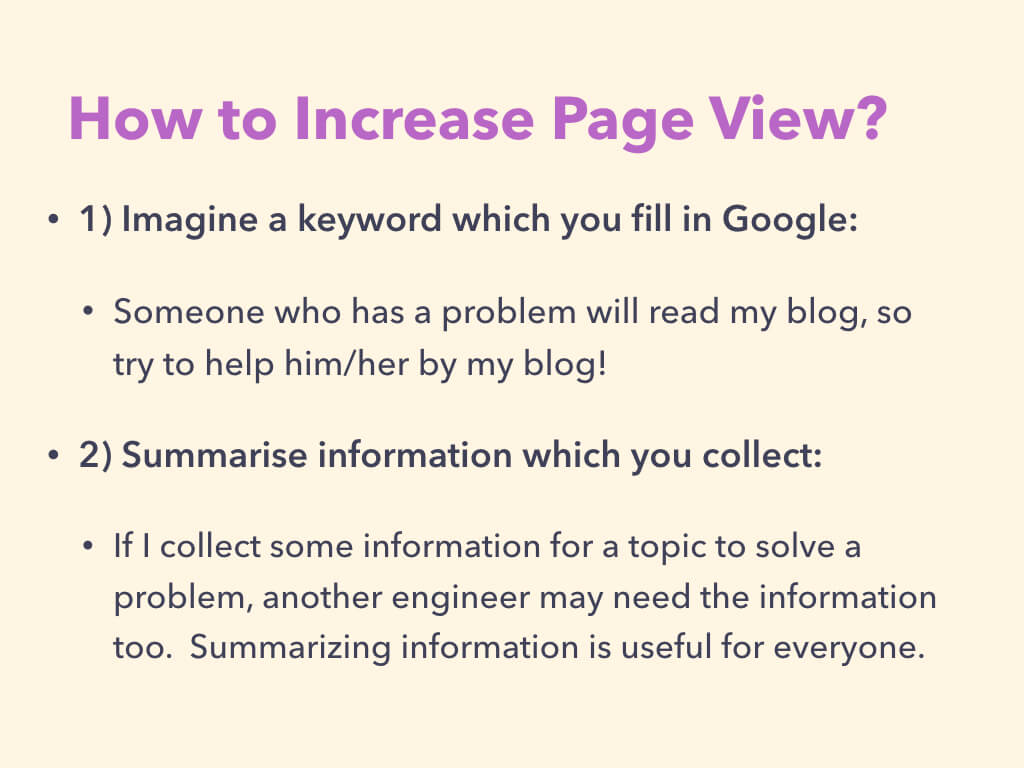 How to Increase Page View?
• 1) Imagine a keyword which you fill in Google:
• Someone who has a problem will read my blog, so
try to help him/her by my blog!
• 2) Summarise information which you collect:
• If I collect some information for a topic to solve a
problem, another engineer may need the information
too.  Summarizing information is useful for everyone.